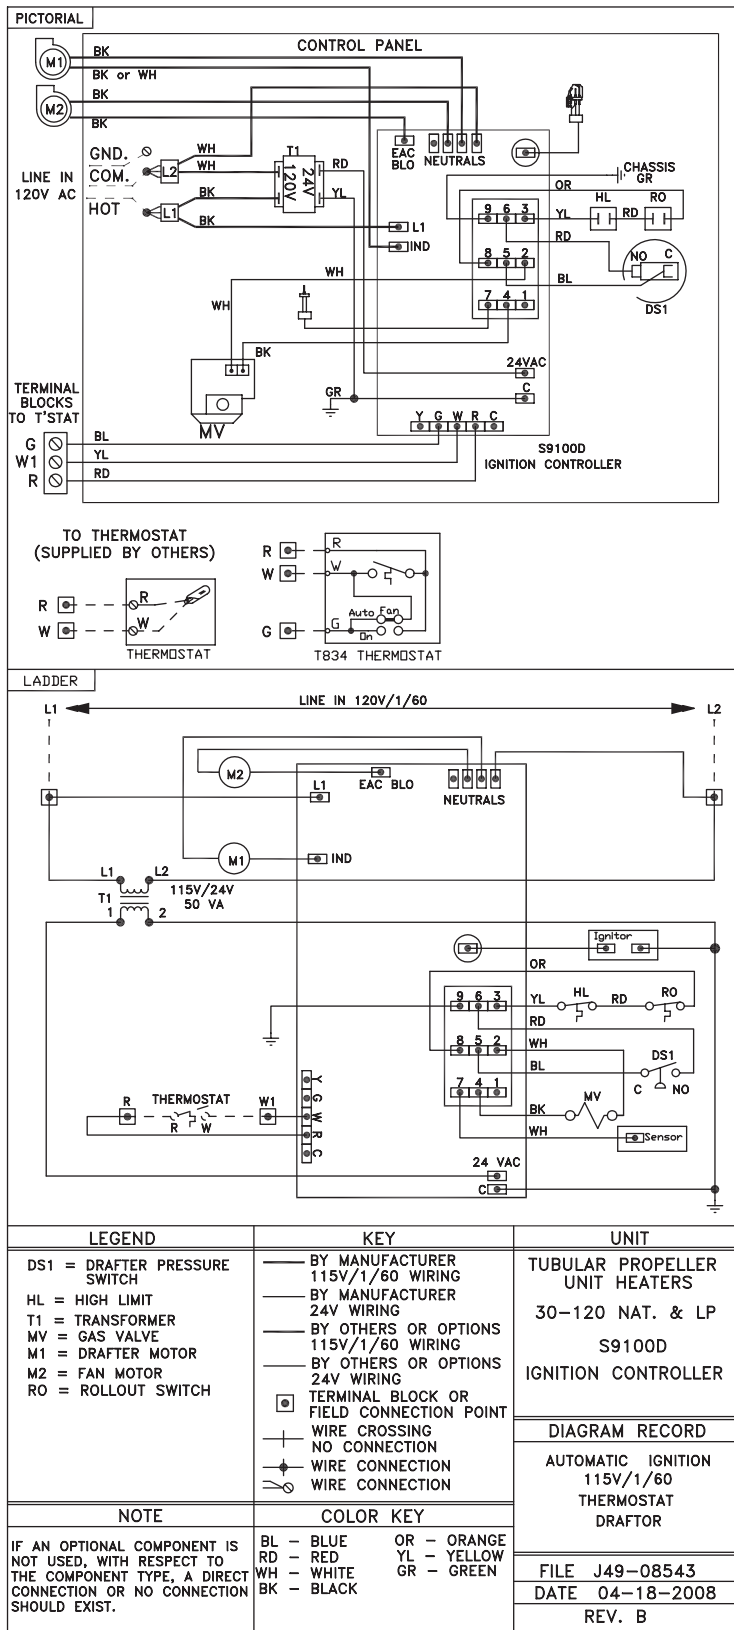 PICTORIAL
CONTROL PANEL
M1
BK
BK or WH
M2
BK
BK
GND.
COM.
HOT
LINE IN
120V AC
L2
L1
WH
WH
BK
BK
T1
120V
24V
RD
YL
EAC
BLO
NEUTRALS
CHASSIS
GR
OR
HL
RO
YL
RD
RD
9 6 3
8 5 2
7 4 1
L1
IND
NO
C
BL
DS1
WH
WH
BK
MV
24VAC
C
GR
Y G W R C
S9100D
IGNITION CONTROLLER
TERMINAL
BLOCKS
TO T'STAT
G
W1
R
BL
YL
RD
TO THERMOSTAT
(SUPPLIED BY OTHERS)
R
W
R
W
THERMOSTAT
R
W
G
R
W
G
Auto
Fan
On
T834 THERMOSTAT
LADDER
L1
LINE IN 120V/1/60
L2
M2
EAC BLO
NEUTRALS
L1
M1
IND
L1
L2
T1
1
2
115V/24V
50 VA
Ignitor
OR
9 6 3
8 5 2
7 4 1
YL
HL
RD
RO
RD
WH
BL
DS1
C
NO
MV
BK
WH
Sensor
Y
G
W
R
C
R
THERMOSTAT
W1
R
W
24 VAC
C
LEGEND
DS1 = DRAFTER PRESSURE
SWITCH
HL = HIGH LIMIT
T1 = TRANSFORMER
MV = GAS VALVE
M1 = DRAFTER MOTOR
M2 = FAN MOTOR
RO = ROLLOUT SWITCH
KEY
BY MANUFACTURER
115V/1/60 WIRING
BY MANUFACTURER
24V WIRING
BY OTHERS OR OPTIONS
115V/1/60 WIRING
BY OTHERS OR OPTIONS
24V WIRING
TERMINAL BLOCK OR
FIELD CONNECTION POINT
WIRE CROSSING
NO CONNECTION
WIRE CONNECTION
WIRE CONNECTION
UNIT
TUBULAR PROPELLER
UNIT HEATERS
30-120 NAT. & LP
S9100D
IGNITION CONTROLLER
DIAGRAM RECORD
AUTOMATIC IGNITION
115V/1/60
THERMOSTAT
DRAFTOR
NOTE
IF AN OPTIONAL COMPONENT IS
NOT USED, WITH RESPECT TO
THE COMPONENT TYPE, A DIRECT
CONNECTION OR NO CONNECTION
SHOULD EXIST.
COLOR KEY
BL - BLUE
RD - RED
WH - WHITE
BK - BLACK
OR - ORANGE
YL - YELLOW
GR - GREEN
FILE J49-08543
DATE 04-18-2008
REV. B